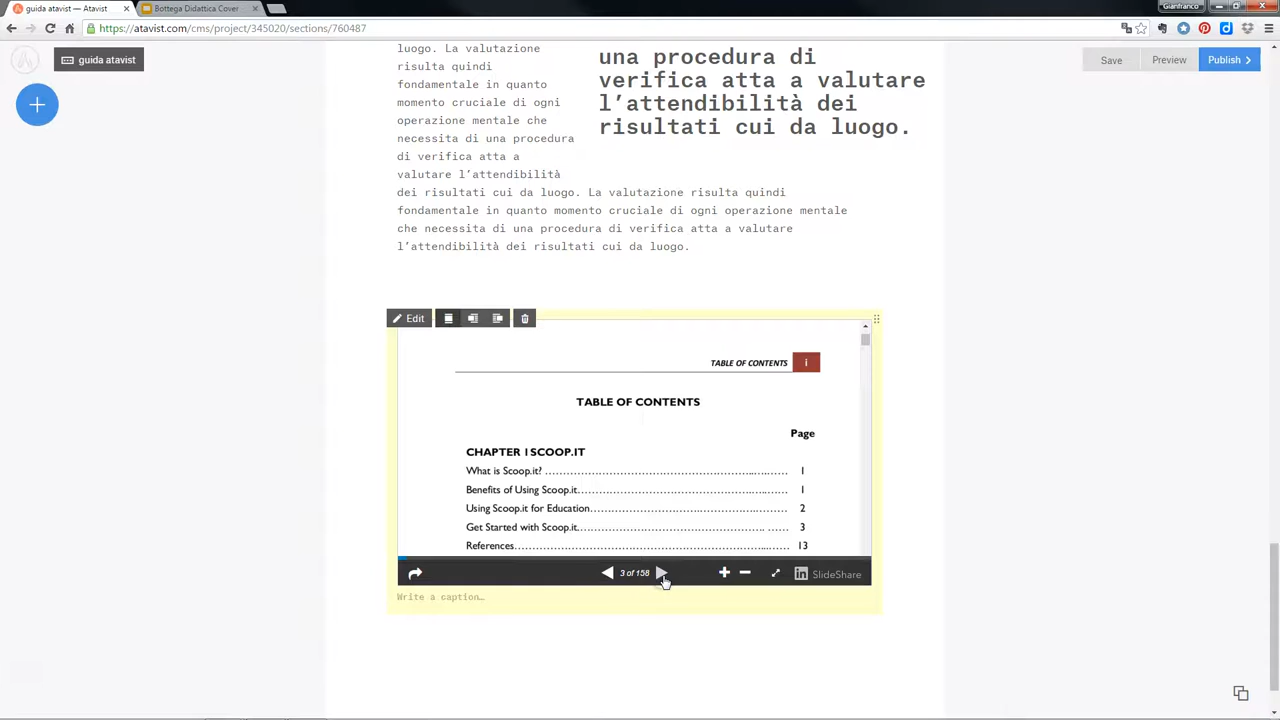 guida atavist — Atavist
Bottega Didattica Cover
Gianfranco
https://atavist.com/cms/project/345020/sections/760487
guida atavist
Save
Preview
Publish
luogo. La valutazione
risulta quindi
fondamentale in quanto
momento cruciale di ogni
operazione mentale che
necessita di una procedura
di verifica atta a
valutare l’attendibilità
dei risultati cui da luogo. La valutazione risulta quindi
fondamentale in quanto momento cruciale di ogni operazione mentale
che necessita di una procedura di verifica atta a valutare
l’attendibilità dei risultati cui da luogo.
una procedura di
verifica atta a valutare
l’attendibilità dei
risultati cui da luogo.
Edit
TABLE OF CONTENTS i
TABLE OF CONTENTS
Page
CHAPTER 1SCOOP.IT
What is Scoop.it? ………………………………………………………… 1
Benefits of Using Scoop.it………………………………………………… 1
Using Scoop.it for Education……………………………………………… 2
Get Started with Scoop.it………………………………………………… 3
References………………………………………………………………… 13
3 of 158
in SlideShare
Write a caption…